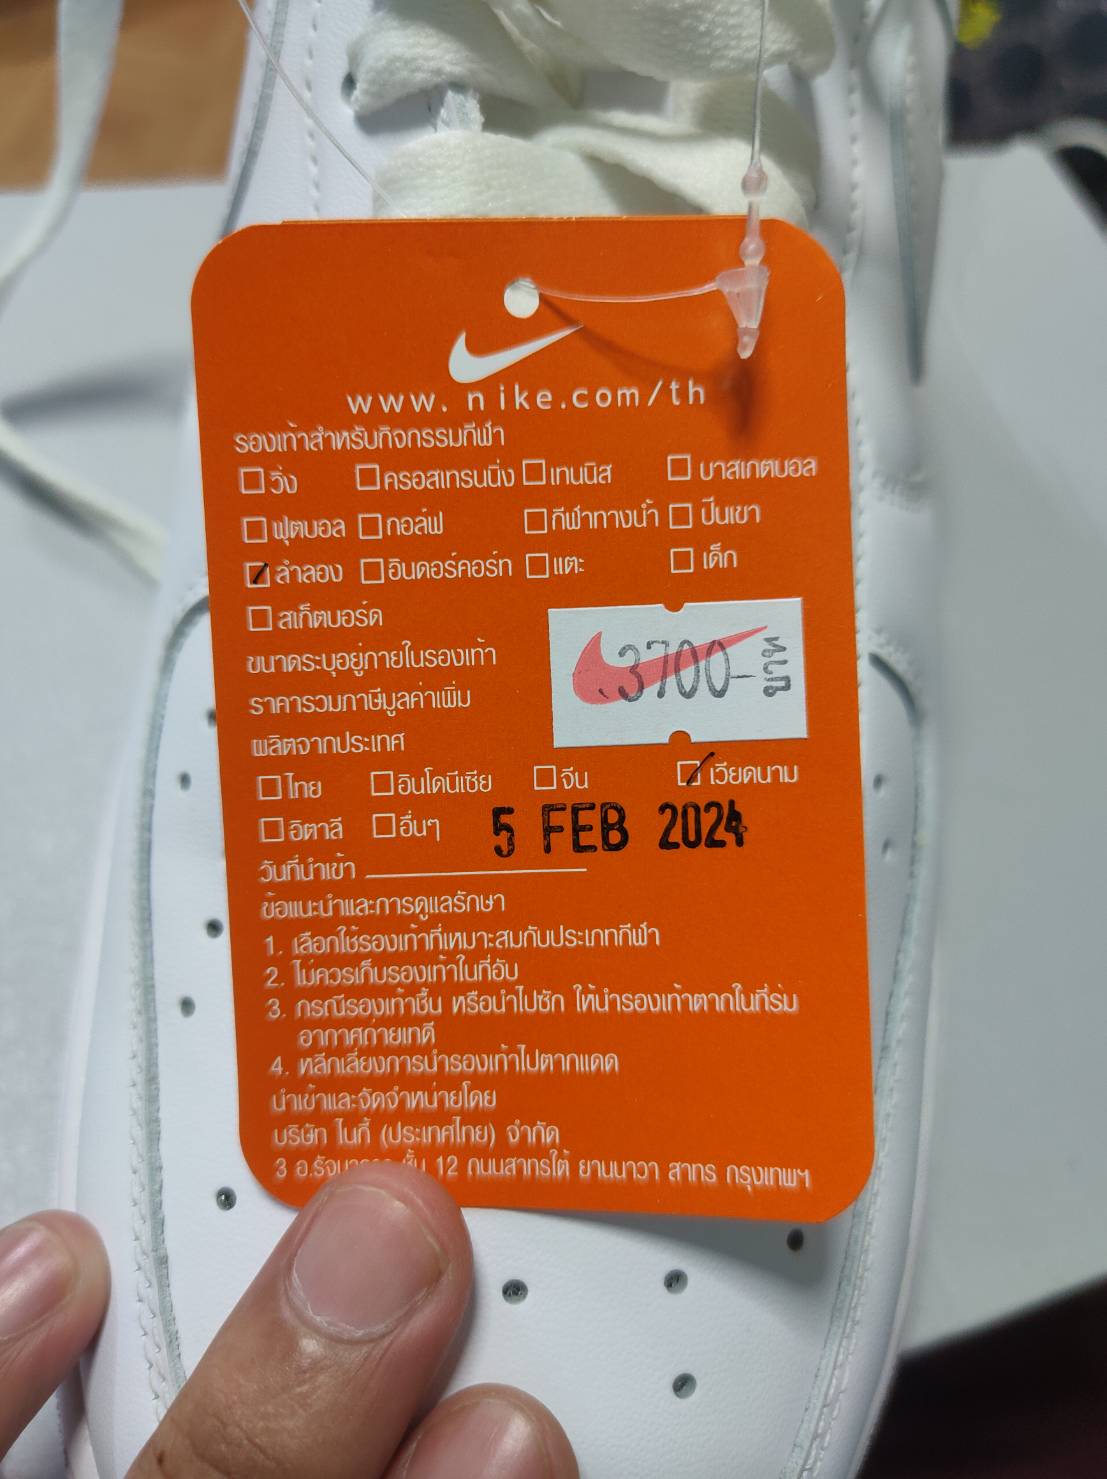 www.nike.com/th
รองเท้าสำหรับกิจกรรมกีฬา
วิ่ง ครอสเทรนนิ่ง เทนนิส บาสเกตบอล
ฟุตบอล กอล์ฟ กีฬาทางน้ำ ปีนเขา
ลำลอง อินดอร์คอร์ท แตะ เด็ก
สเก็ตบอร์ด
ขนาดระบุอยู่ภายในรองเท้า
3700- บาท
ราคารวมภาษีมูลค่าเพิ่ม
ผลิตจากประเทศ
ไทย อินโดนีเซีย จีน เวียดนาม
อิตาลี อื่นๆ
5 FEB 2024
วันที่นำเข้า
ข้อแนะนำและการดูแลรักษา
1. เลือกใช้รองเท้าที่เหมาะสมกับประเภทกีฬา
2. ไม่ควรเก็บรองเท้าในที่อับ
3. กรณีรองเท้าชื้น หรือนำไปซัก ให้นำรองเท้าตากในที่ร่ม
อากาศถ่ายเทดี
4. หลีกเลี่ยงการนำรองเท้าไปตากแดด
นำเข้าและจัดจำหน่ายโดย
บริษัท ไนกี้ (ประเทศไทย) จำกัด
3 ชั้น 12 ถนนสาทรใต้ ยานนาวา สาทร กรุงเทพฯ